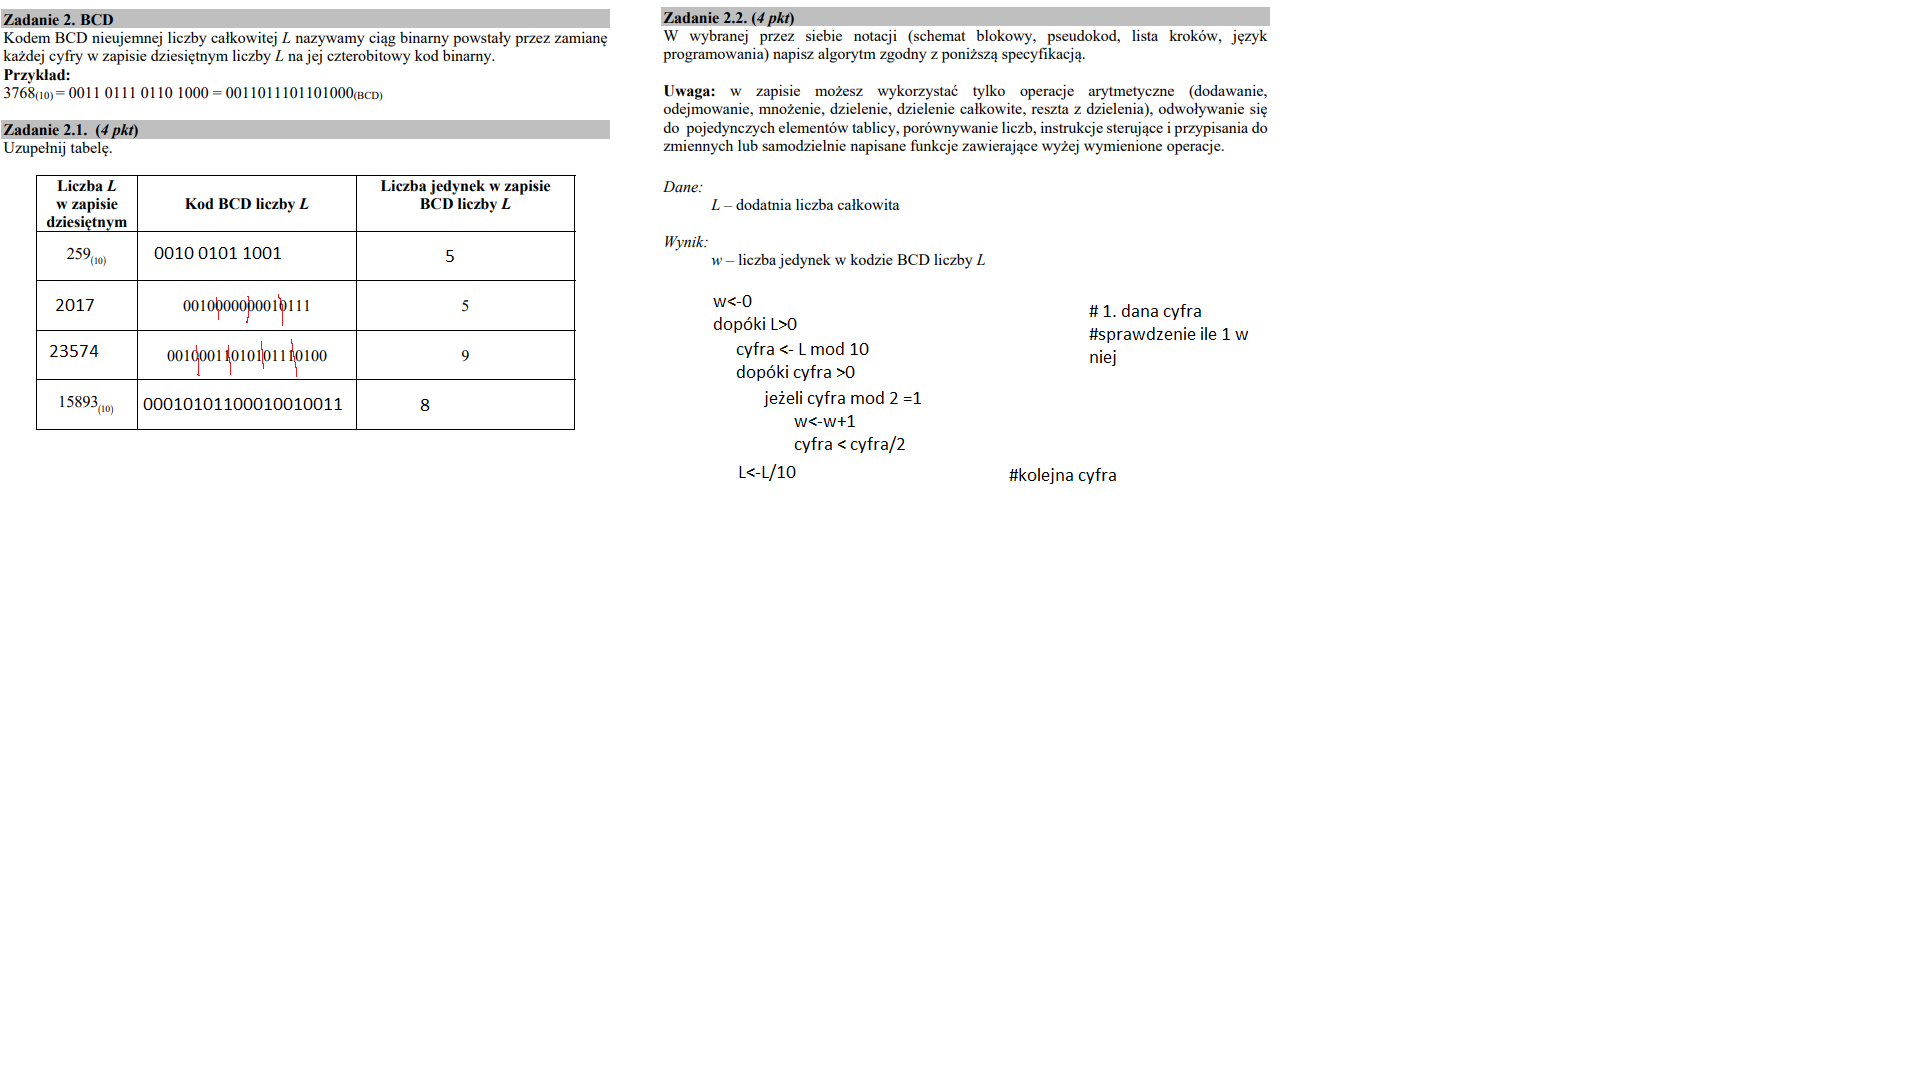 Zadanie 2. BCD
Kodem BCD nieujemnej liczby całkowitej L nazywamy ciąg binarny powstały przez zamianę
każdej cyfry w zapisie dziesiętnym liczby L na jej czterobitowy kod binarny.
Przykład:
3768(10) = 0011 0111 0110 1000 = 0011011101101000(BCD)
Zadanie 2.1. (4 pkt)
Uzupełnij tabelę.
Liczba L
w zapisie
dziesiętnym
Kod BCD liczby L
Liczba jedynek w zapisie
BCD liczby L
259(10)
0010 0101 1001
5
2017
0010000000010111
5
23574
00100011010101110100
9
15893(10)
00010101100010010011
8
Zadanie 2.2. (4 pkt)
W wybranej przez siebie notacji (schemat blokowy, pseudokod, lista kroków, język
programowania) napisz algorytm zgodny z poniższą specyfikacją.
Uwaga: w zapisie możesz wykorzystać tylko operacje arytmetyczne (dodawanie,
odejmowanie, mnożenie, dzielenie, dzielenie całkowite, reszta z dzielenia), odwoływanie się
do pojedynczych elementów tablicy, porównywanie liczb, instrukcje sterujące i przypisania do
zmiennych lub samodzielnie napisane funkcje zawierające wyżej wymienione operacje.
Dane:
L – dodatnia liczba całkowita
Wynik:
w – liczba jedynek w kodzie BCD liczby L
w<-0
dopóki L>0
cyfra <- L mod 10
dopóki cyfra >0
jeżeli cyfra mod 2 =1
w<-w+1
cyfra < cyfra/2
L<-L/10
# 1. dana cyfra
#sprawdzenie ile 1 w
niej
#kolejna cyfra